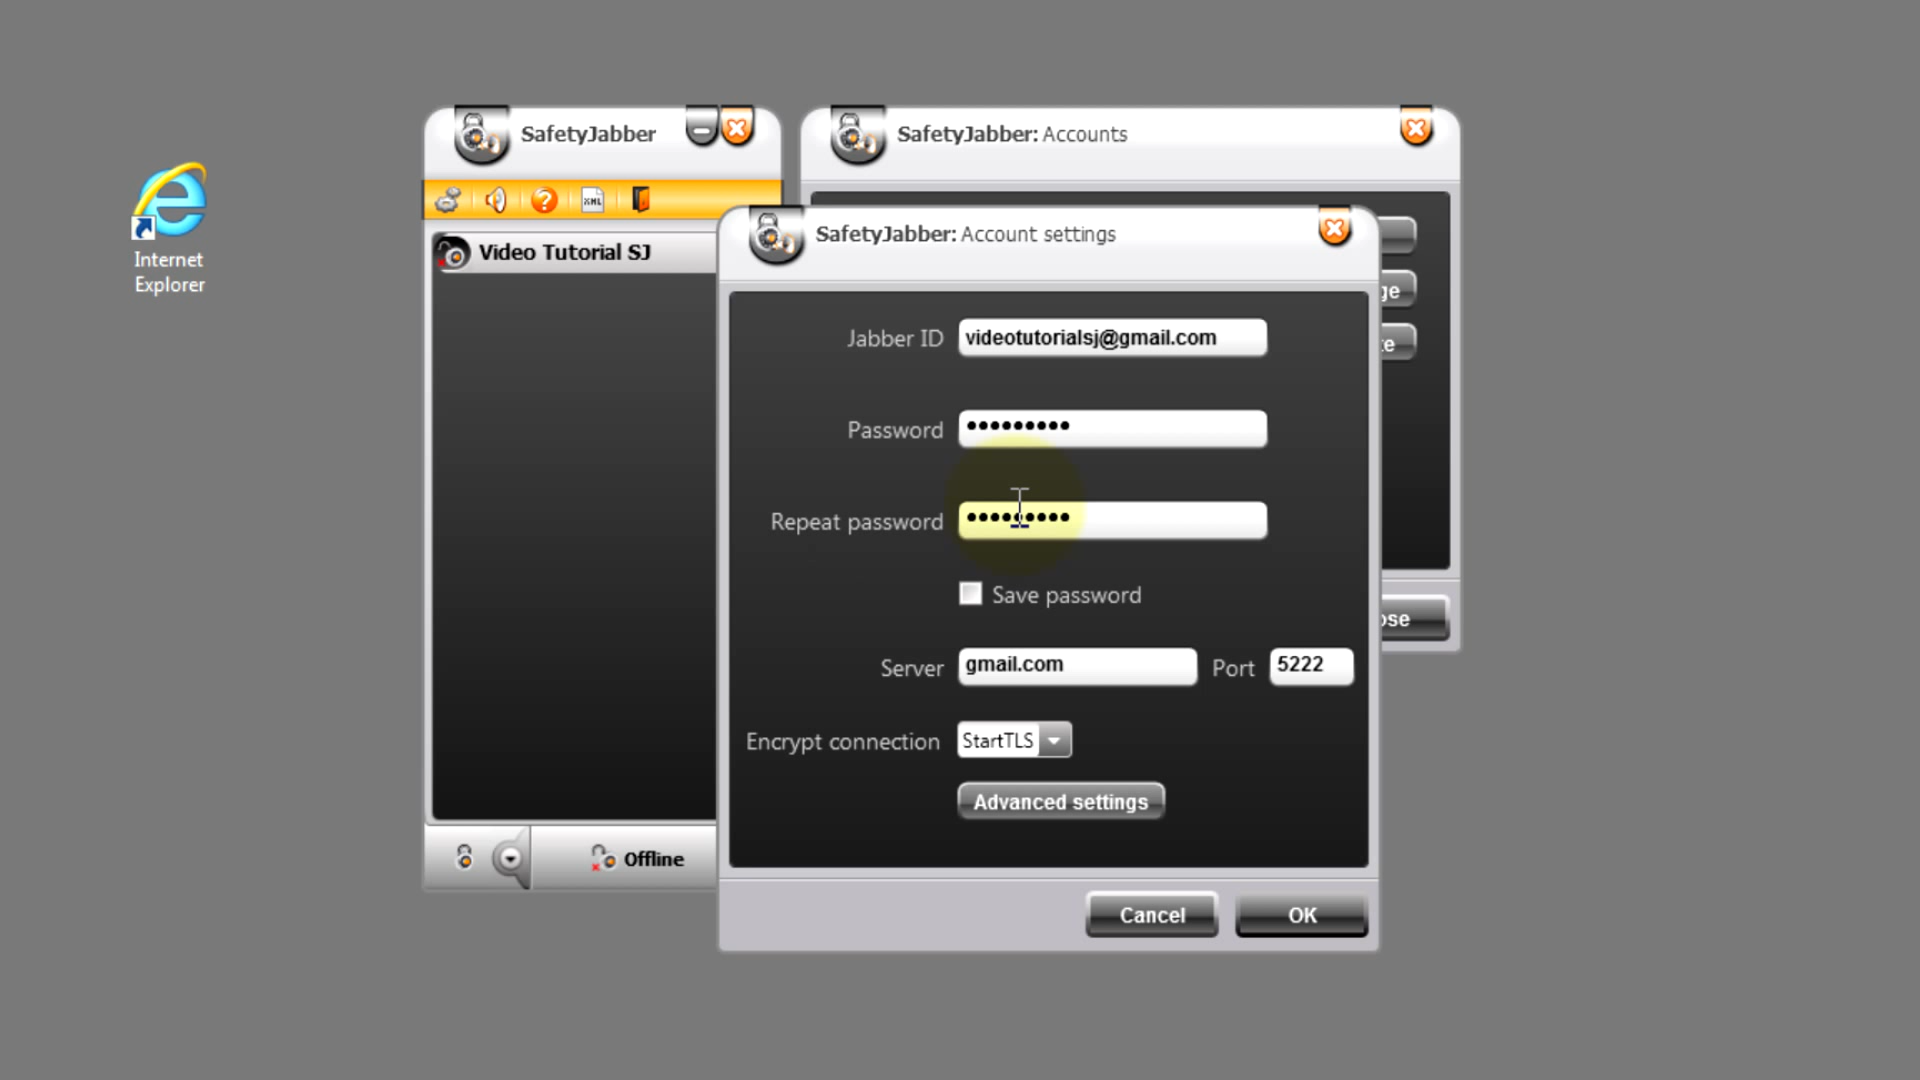 Internet
Explorer
SafetyJabber
XML
Video Tutorial SJ
Offline
SafetyJabber: Accounts
SafetyJabber: Account settings
Jabber ID videotutorialsj@gmail.com
Password •••••••••
Repeat password •••••••••
Save password
Server gmail.com Port 5222
Encrypt connection StartTLS
Advanced settings
Cancel OK